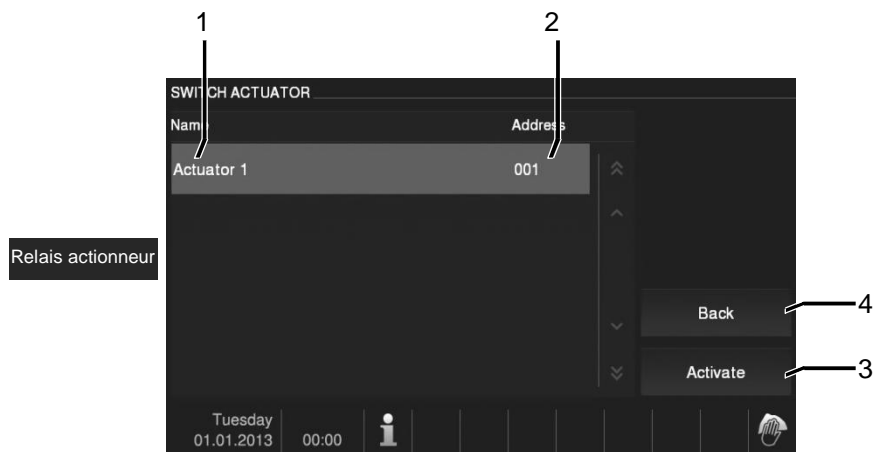 1 2
SWITCH ACTUATOR
Name Address
Actuator 1 001
Relais actionneur
Back 4
Activate 3
Tuesday
01.01.2013 00:00